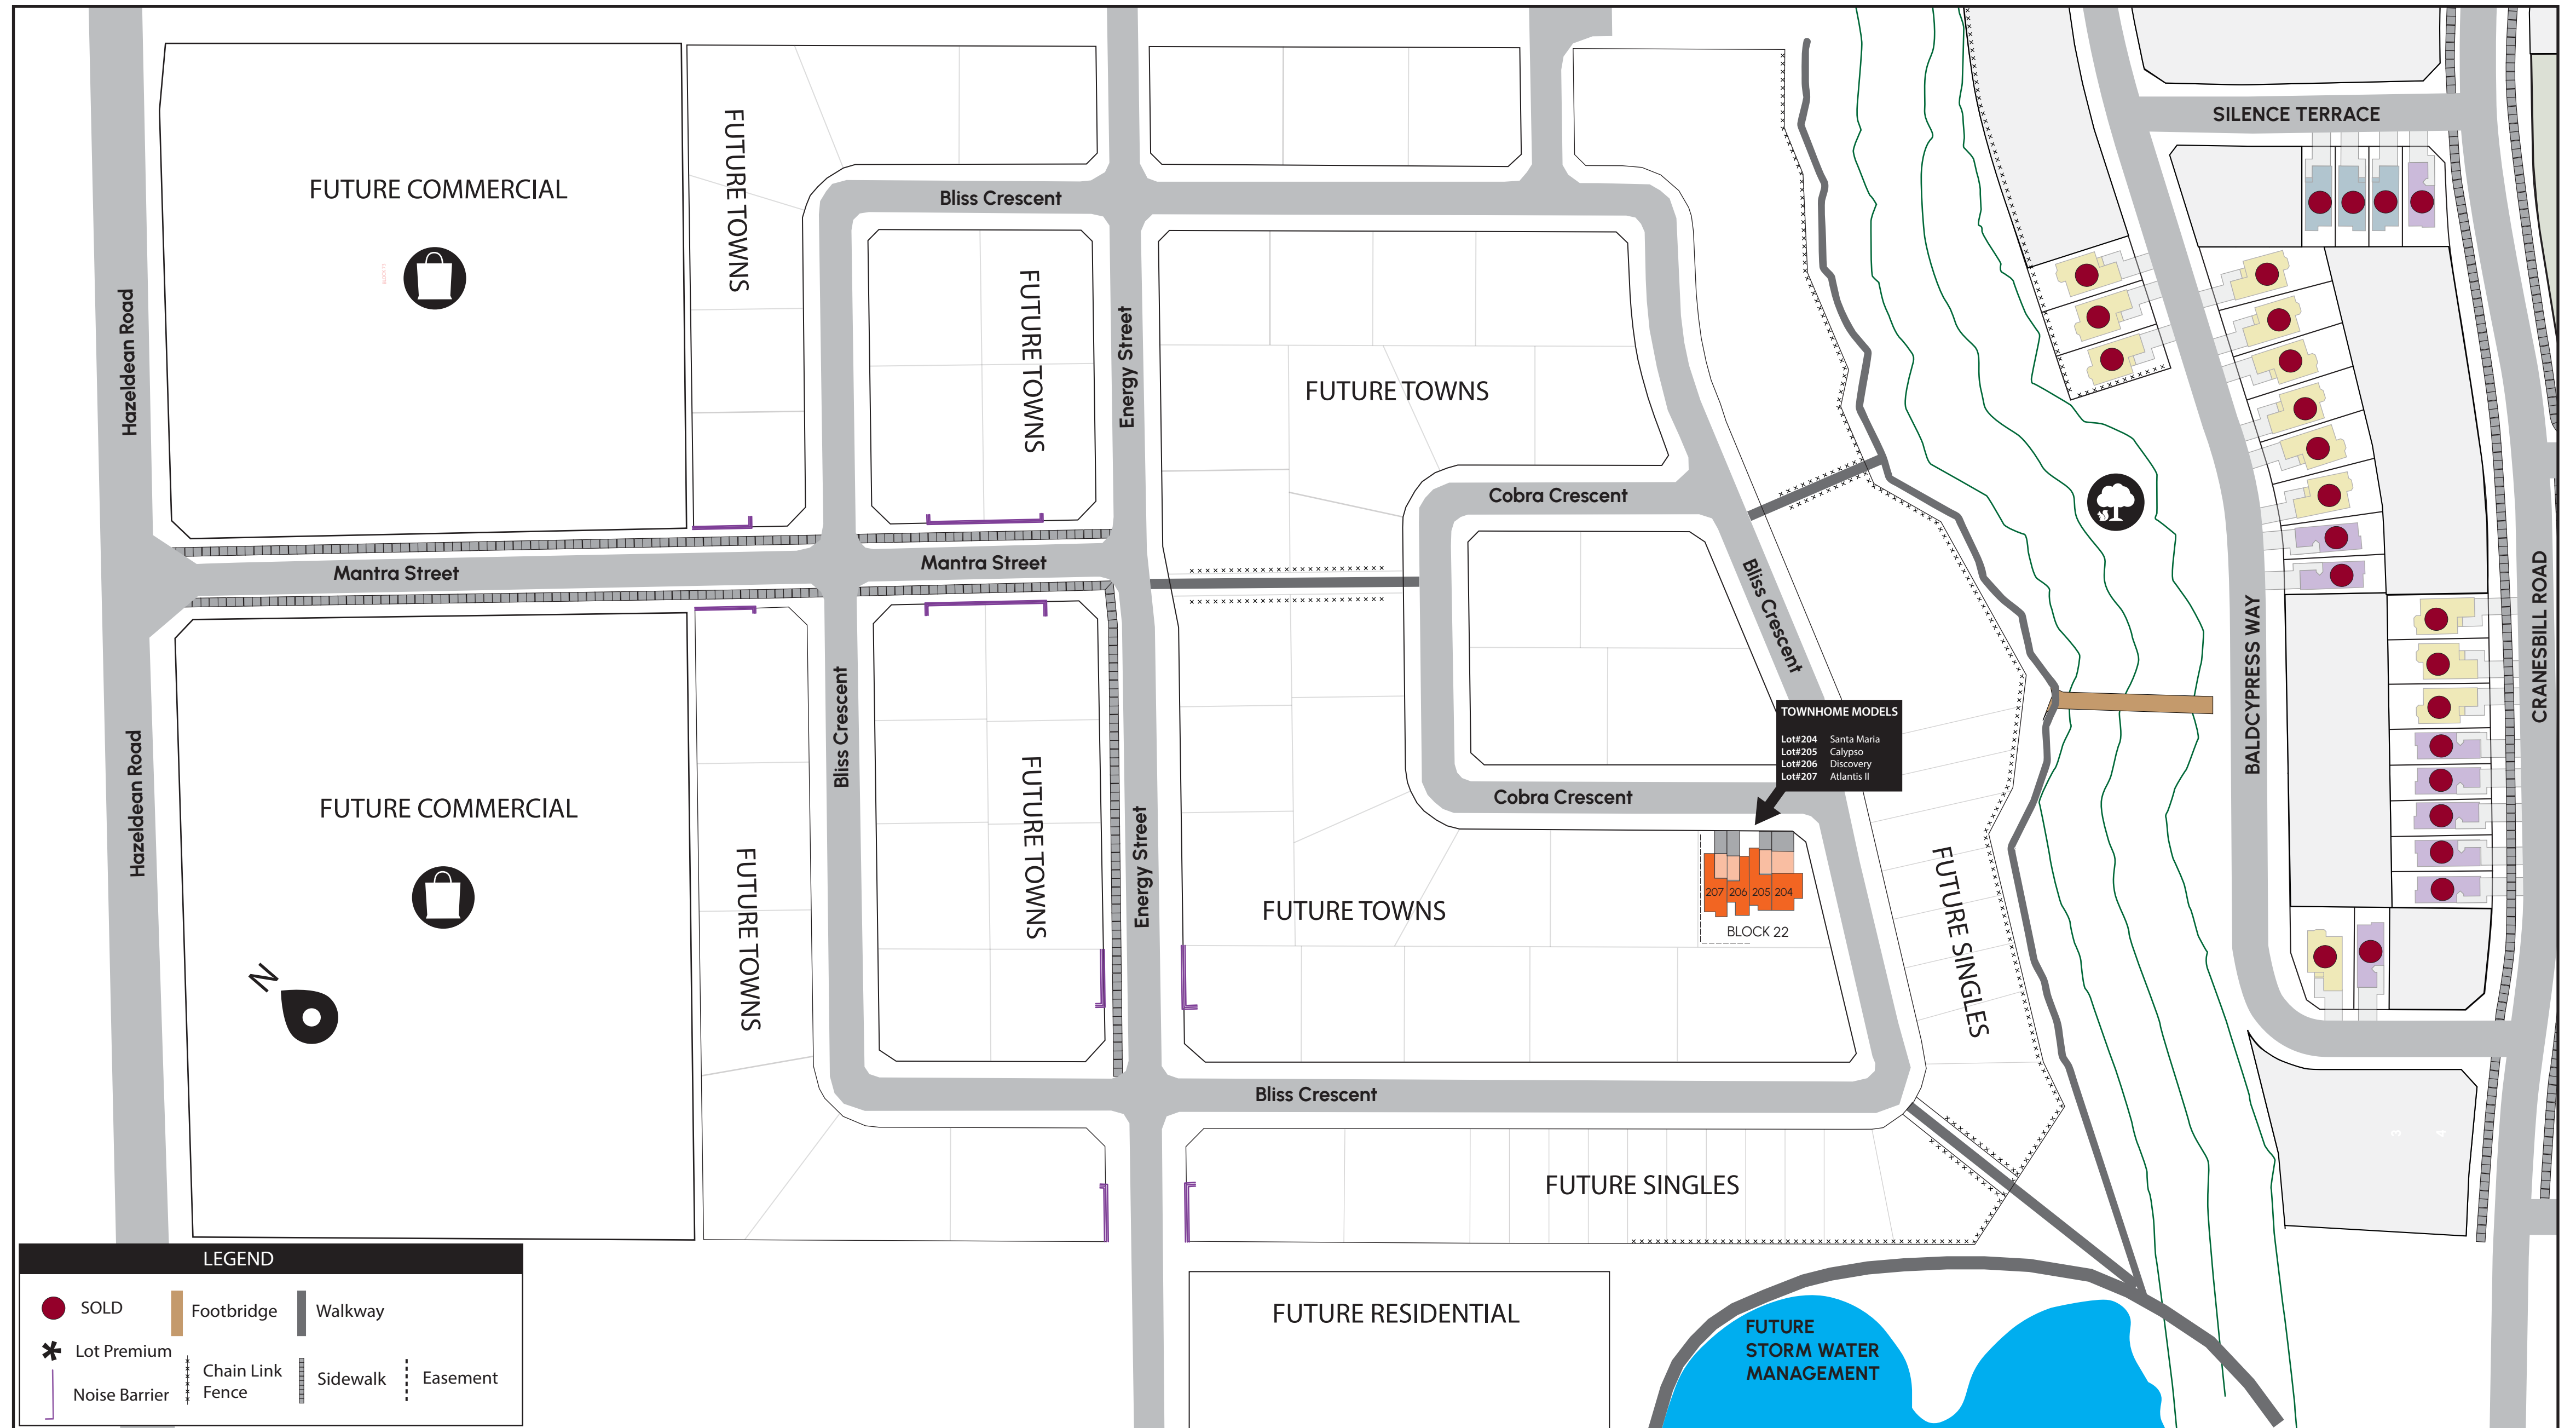 SILENCE TERRACE
FUTURE COMMERCIAL
FUTURE TOWNS
Bliss Crescent
FUTURE TOWNS
Hazeldean Road
Energy Street
FUTURE TOWNS
Cobra Crescent
Mantra Street
Mantra Street
Bliss Crescent
BALDCYPRESS WAY
CRANESBILL ROAD
TOWNHOME MODELS
Lot#204 Santa Maria
Lot#205 Calypso
Lot#206 Discovery
Lot#207 Atlantis II
Bliss Crescent
Hazeldean Road
FUTURE COMMERCIAL
FUTURE TOWNS
FUTURE TOWNS
Energy Street
Cobra Crescent
207 206 205 204
BLOCK 22
FUTURE TOWNS
FUTURE SINGLES
N
Bliss Crescent
3 4
FUTURE SINGLES
FUTURE RESIDENTIAL
FUTURE
STORM WATER
MANAGEMENT
LEGEND
SOLD
Footbridge
Walkway
Lot Premium
Noise Barrier
Chain Link
Fence
Sidewalk
Easement